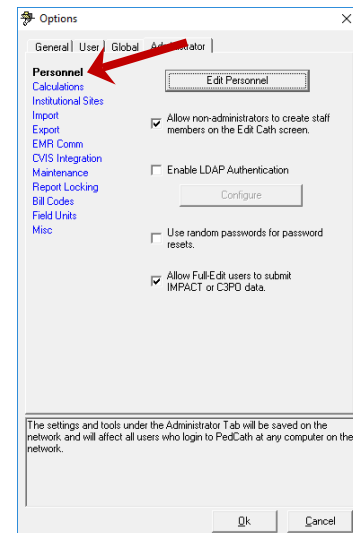 Options
General User Global Administrator
Personnel
Calculations
Institutional Sites
Import
Export
EMR Comm
CVIS Integration
Maintenance
Report Locking
Bill Codes
Field Units
Misc
Edit Personnel
Allow non-administrators to create staff
members on the Edit Cath screen.
Enable LDAP Authentication
Configure
Use random passwords for password
resets.
Allow Full-Edit users to submit
IMPACT or C3PO data.
The settings and tools under the Administrator Tab will be saved on the
network and will affect all users who login to PedCath at any computer on the
network.
Ok Cancel